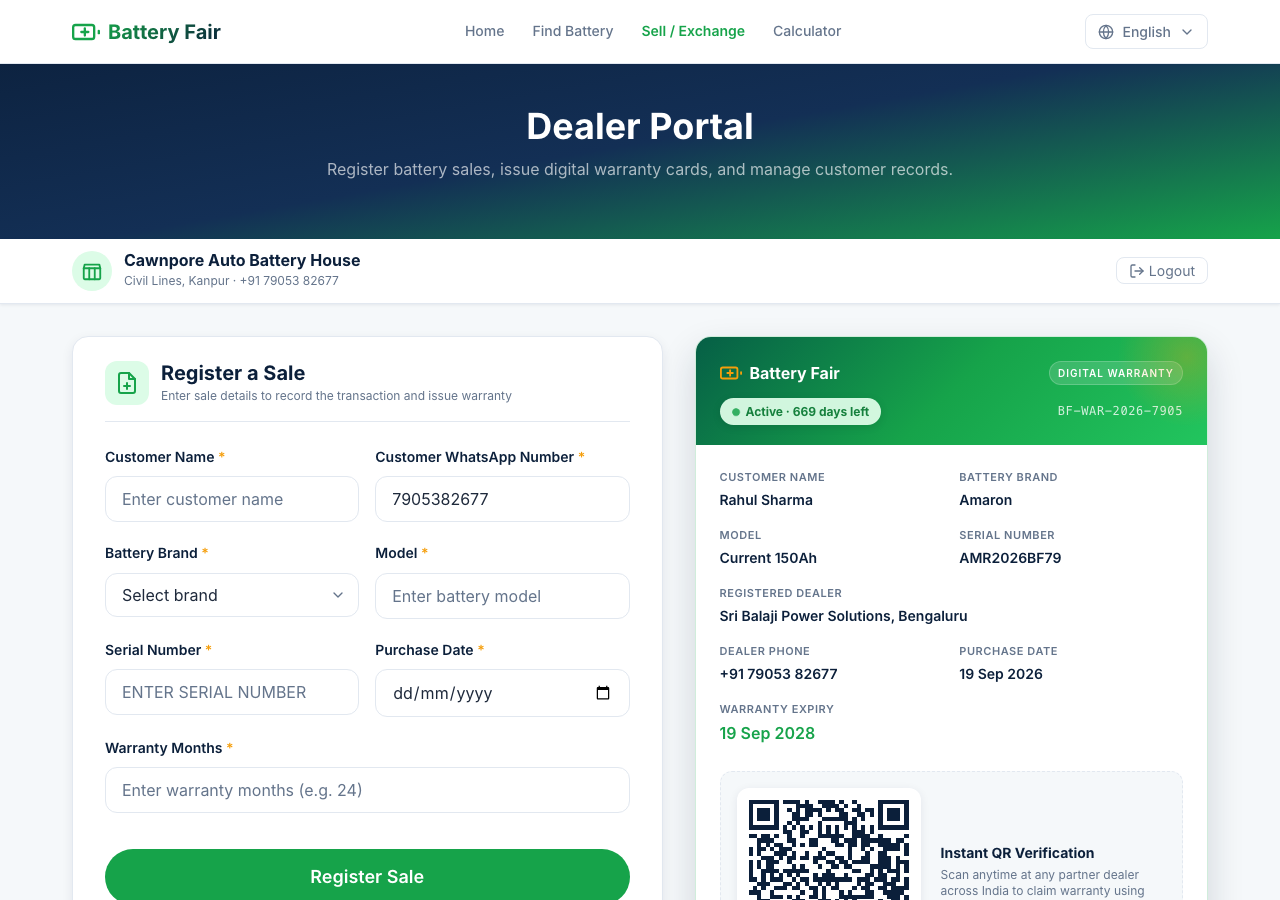 Battery Fair
Home
Find Battery
Sell / Exchange
Calculator
English
Dealer Portal
Register battery sales, issue digital warranty cards, and manage customer records.
Cawnpore Auto Battery House
Civil Lines, Kanpur · +91 79053 82677
Logout
Register a Sale
Enter sale details to record the transaction and issue warranty
Customer Name *
Enter customer name
Customer WhatsApp Number *
7905382677
Battery Brand *
Select brand
Model *
Enter battery model
Serial Number *
ENTER SERIAL NUMBER
Purchase Date *
dd/mm/yyyy
Warranty Months *
Enter warranty months (e.g. 24)
Register Sale
Battery Fair
DIGITAL WARRANTY
Active · 669 days left
BF-WAR-2026-7905
CUSTOMER NAME
Rahul Sharma
BATTERY BRAND
Amaron
MODEL
Current 150Ah
SERIAL NUMBER
AMR2026BF79
REGISTERED DEALER
Sri Balaji Power Solutions, Bengaluru
DEALER PHONE
+91 79053 82677
PURCHASE DATE
19 Sep 2026
WARRANTY EXPIRY
19 Sep 2028
Instant QR Verification
Scan anytime at any partner dealer
across India to claim warranty using